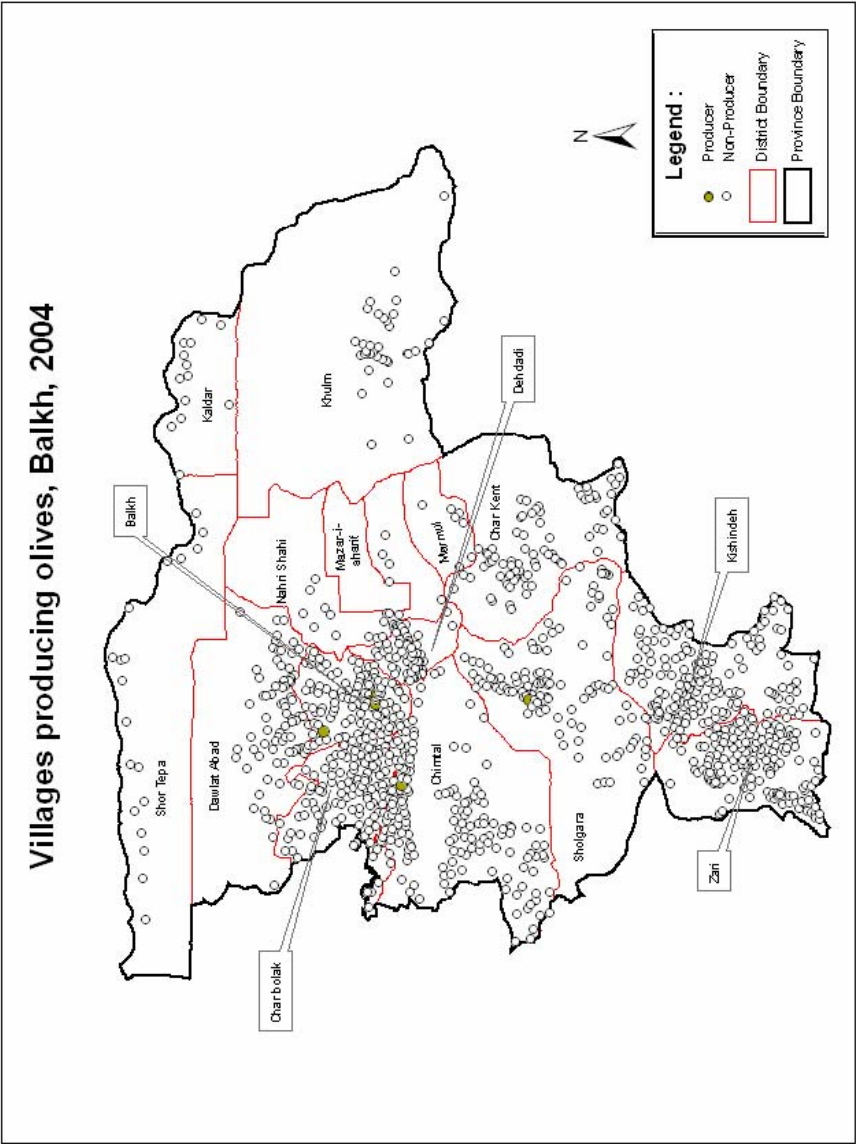 Villages producing olives, Balkh, 2004
Balkh
Kaldar
Shor Tepa
Khulm
Nahri Shahi
Dawlat Abad
Mazar-i-
sharif
Marmul
Dehdadi
Char bolak
Char Kent
Chimtal
Sholgara
Kishindeh
Zari
N
Legend :
Producer
Non-Producer
District Boundary
Province Boundary